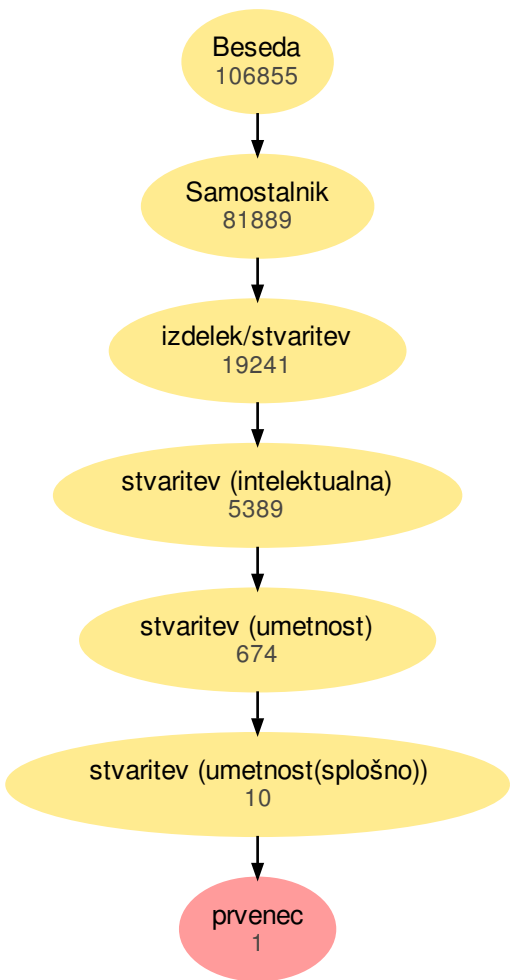 Beseda
106855
Samostalnik
81889
izdelek/stvaritev
19241
stvaritev (intelektualna)
5389
stvaritev (umetnost)
674
stvaritev (umetnost(splošno))
10
prvenec
1